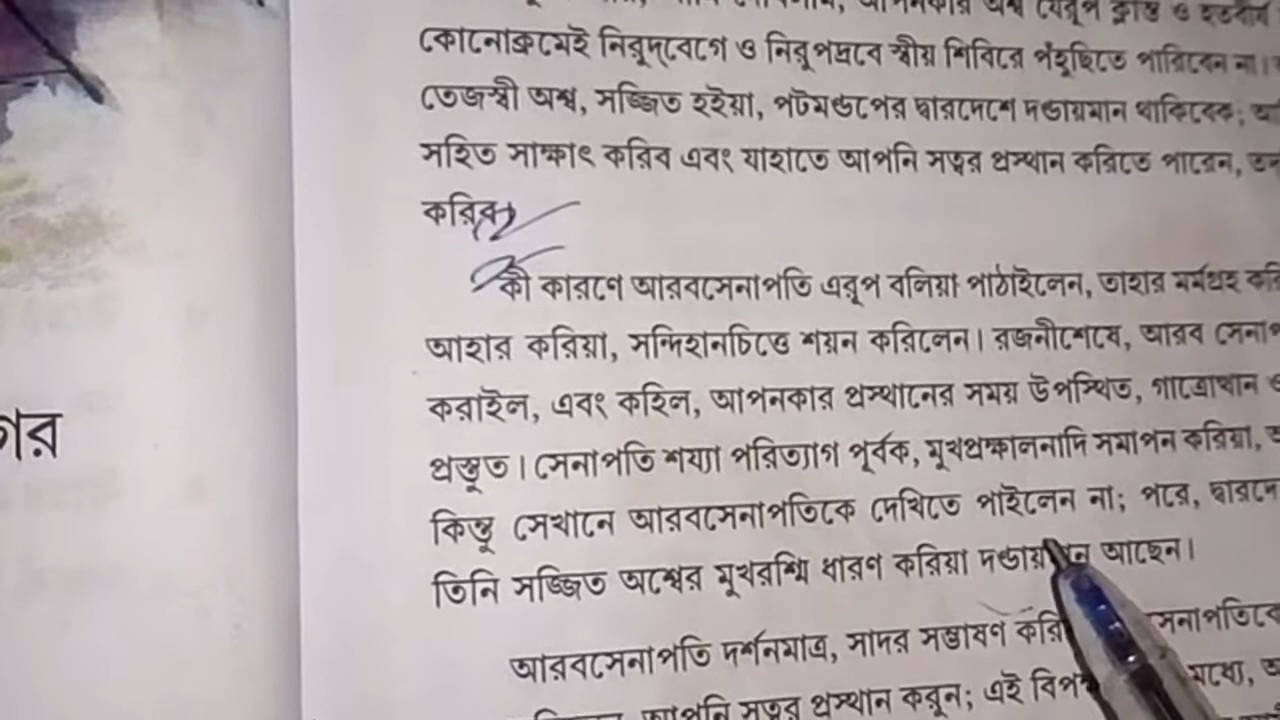 আপনকার অশ্ব যেরূপ ক্লান্ত ও হতবীর্য
কোনোক্রমেই নিরুদ্‌বেগে ও নিরুপদ্রবে স্বীয় শিবিরে পঁহুছিতে পারিবেন না।
তেজস্বী অশ্ব, সজ্জিত হইয়া, পটমণ্ডপের দ্বারদেশে দণ্ডায়মান থাকিবেক;
সহিত সাক্ষাৎ করিব এবং যাহাতে আপনি সত্বর প্রস্থান করিতে পারেন,
করিব।
কী কারণে আরবসেনাপতি এরূপ বলিয়া পাঠাইলেন, তাহার মর্মগ্রহ
আহার করিয়া, সন্দিহানচিত্তে শয়ন করিলেন। রজনীশেষে, আরব
করাইল, এবং কহিল, আপনকার প্রস্থানের সময় উপস্থিত, গাত্রোত্থান
প্রস্তুত। সেনাপতি শয্যা পরিত্যাগ পূর্বক, মুখপ্রক্ষালনাদি সমাপন করিয়া,
কিন্তু সেখানে আরবসেনাপতিকে দেখিতে পাইলেন না; পরে,
তিনি সজ্জিত অশ্বের মুখরশ্মি ধারণ করিয়া দণ্ডায়মান আছেন।
গর
আরবসেনাপতি দর্শনমাত্র, সাদর সম্ভাষণ
আপনি সত্বর প্রস্থান করুন; এই